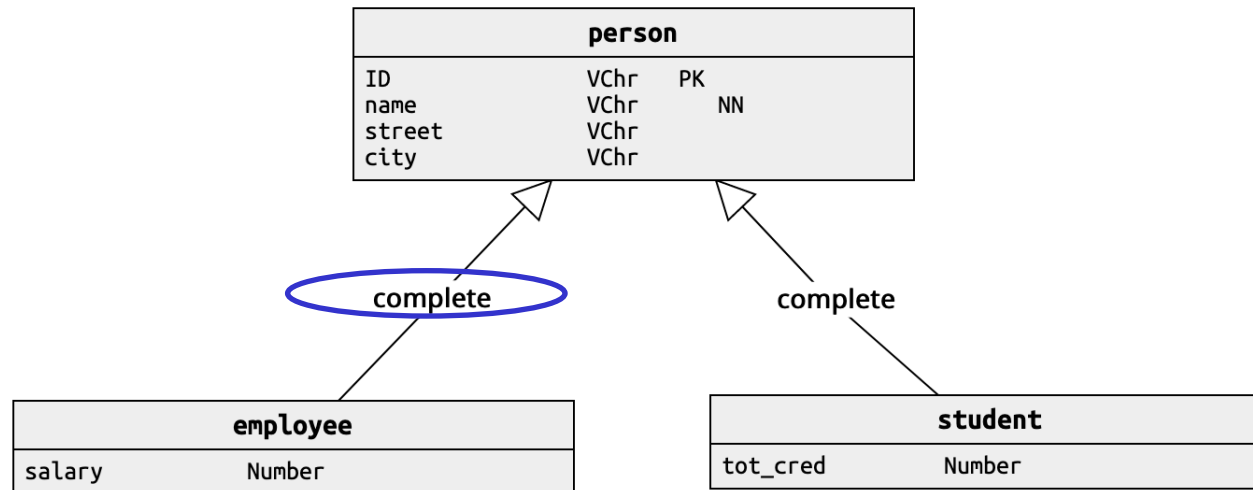 person
ID VChr PK
name VChr NN
street VChr
city VChr
complete
complete
employee
salary Number
student
tot_cred Number